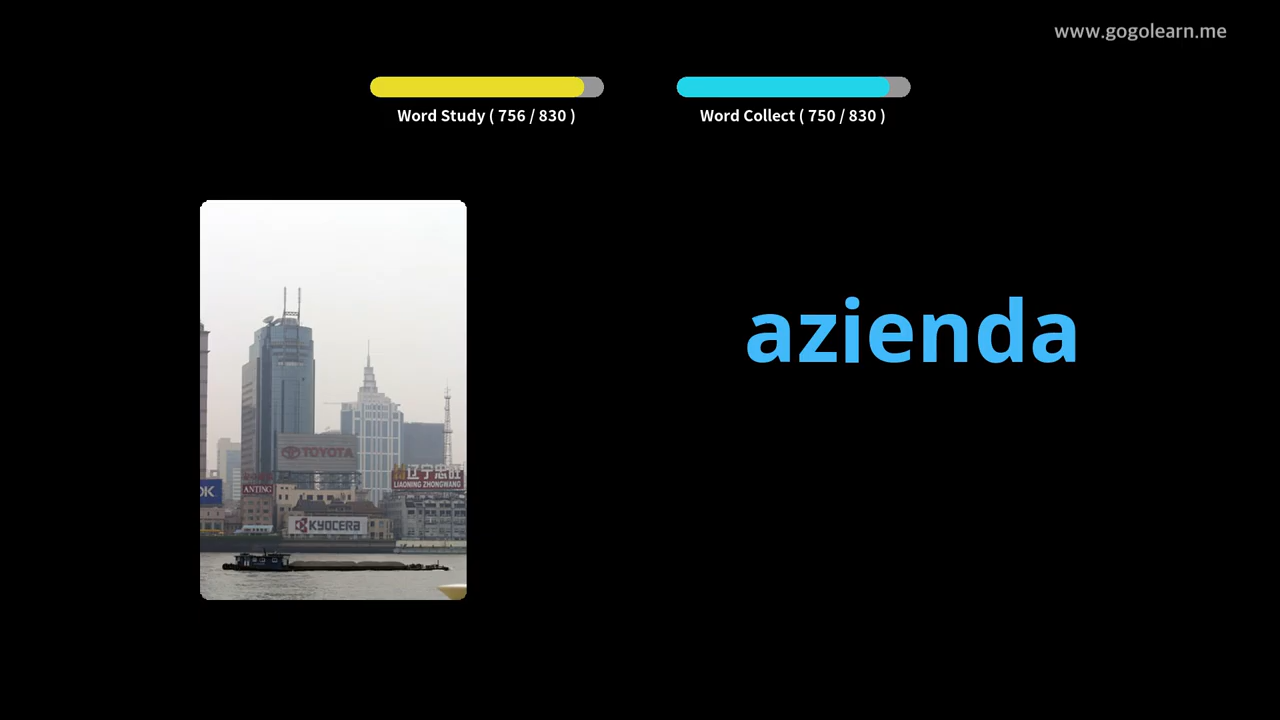 www.gogolearn.me
Word Study ( 756 / 830 )
Word Collect ( 750 / 830 )
azienda
TOYOTA
辽宁忠旺
LIAONING ZHONGWANG
OK
ANTING
KYOCERA